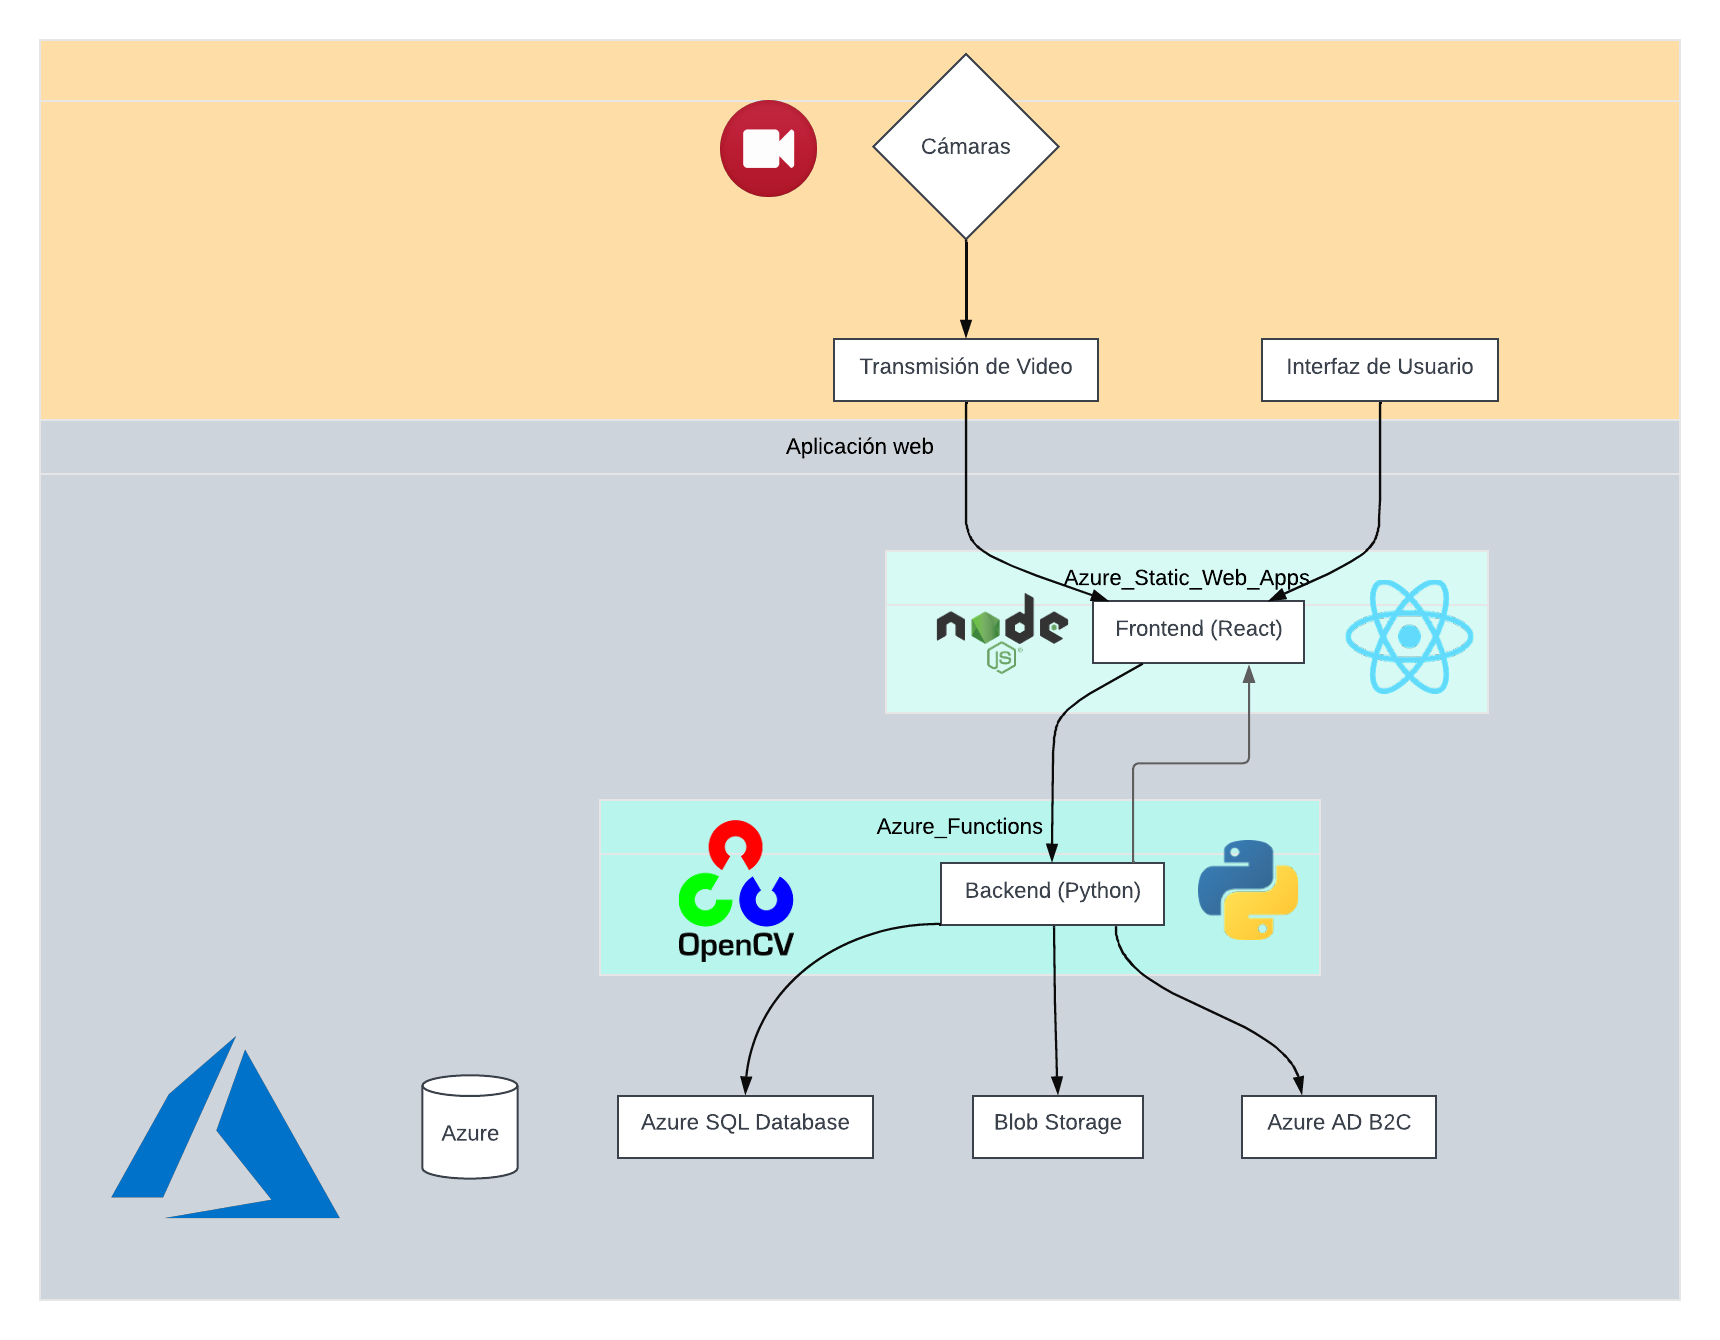 Cámaras
Transmisión de Video
Interfaz de Usuario
Aplicación web
Azure_Static_Web_Apps
node
JS
®
Frontend (React)
Azure_Functions
Backend (Python)
OpenCV
Azure
Azure SQL Database
Blob Storage
Azure AD B2C